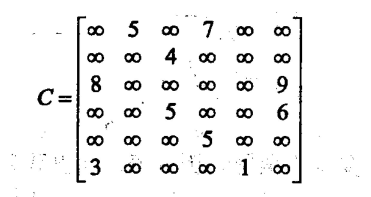 ∞ 5 ∞ 7 ∞ ∞
∞ ∞ 4 ∞ ∞ ∞
8 ∞ ∞ ∞ ∞ 9
C = ∞ ∞ 5 ∞ ∞ 6
∞ ∞ ∞ 5 ∞ ∞
3 ∞ ∞ ∞ 1 ∞